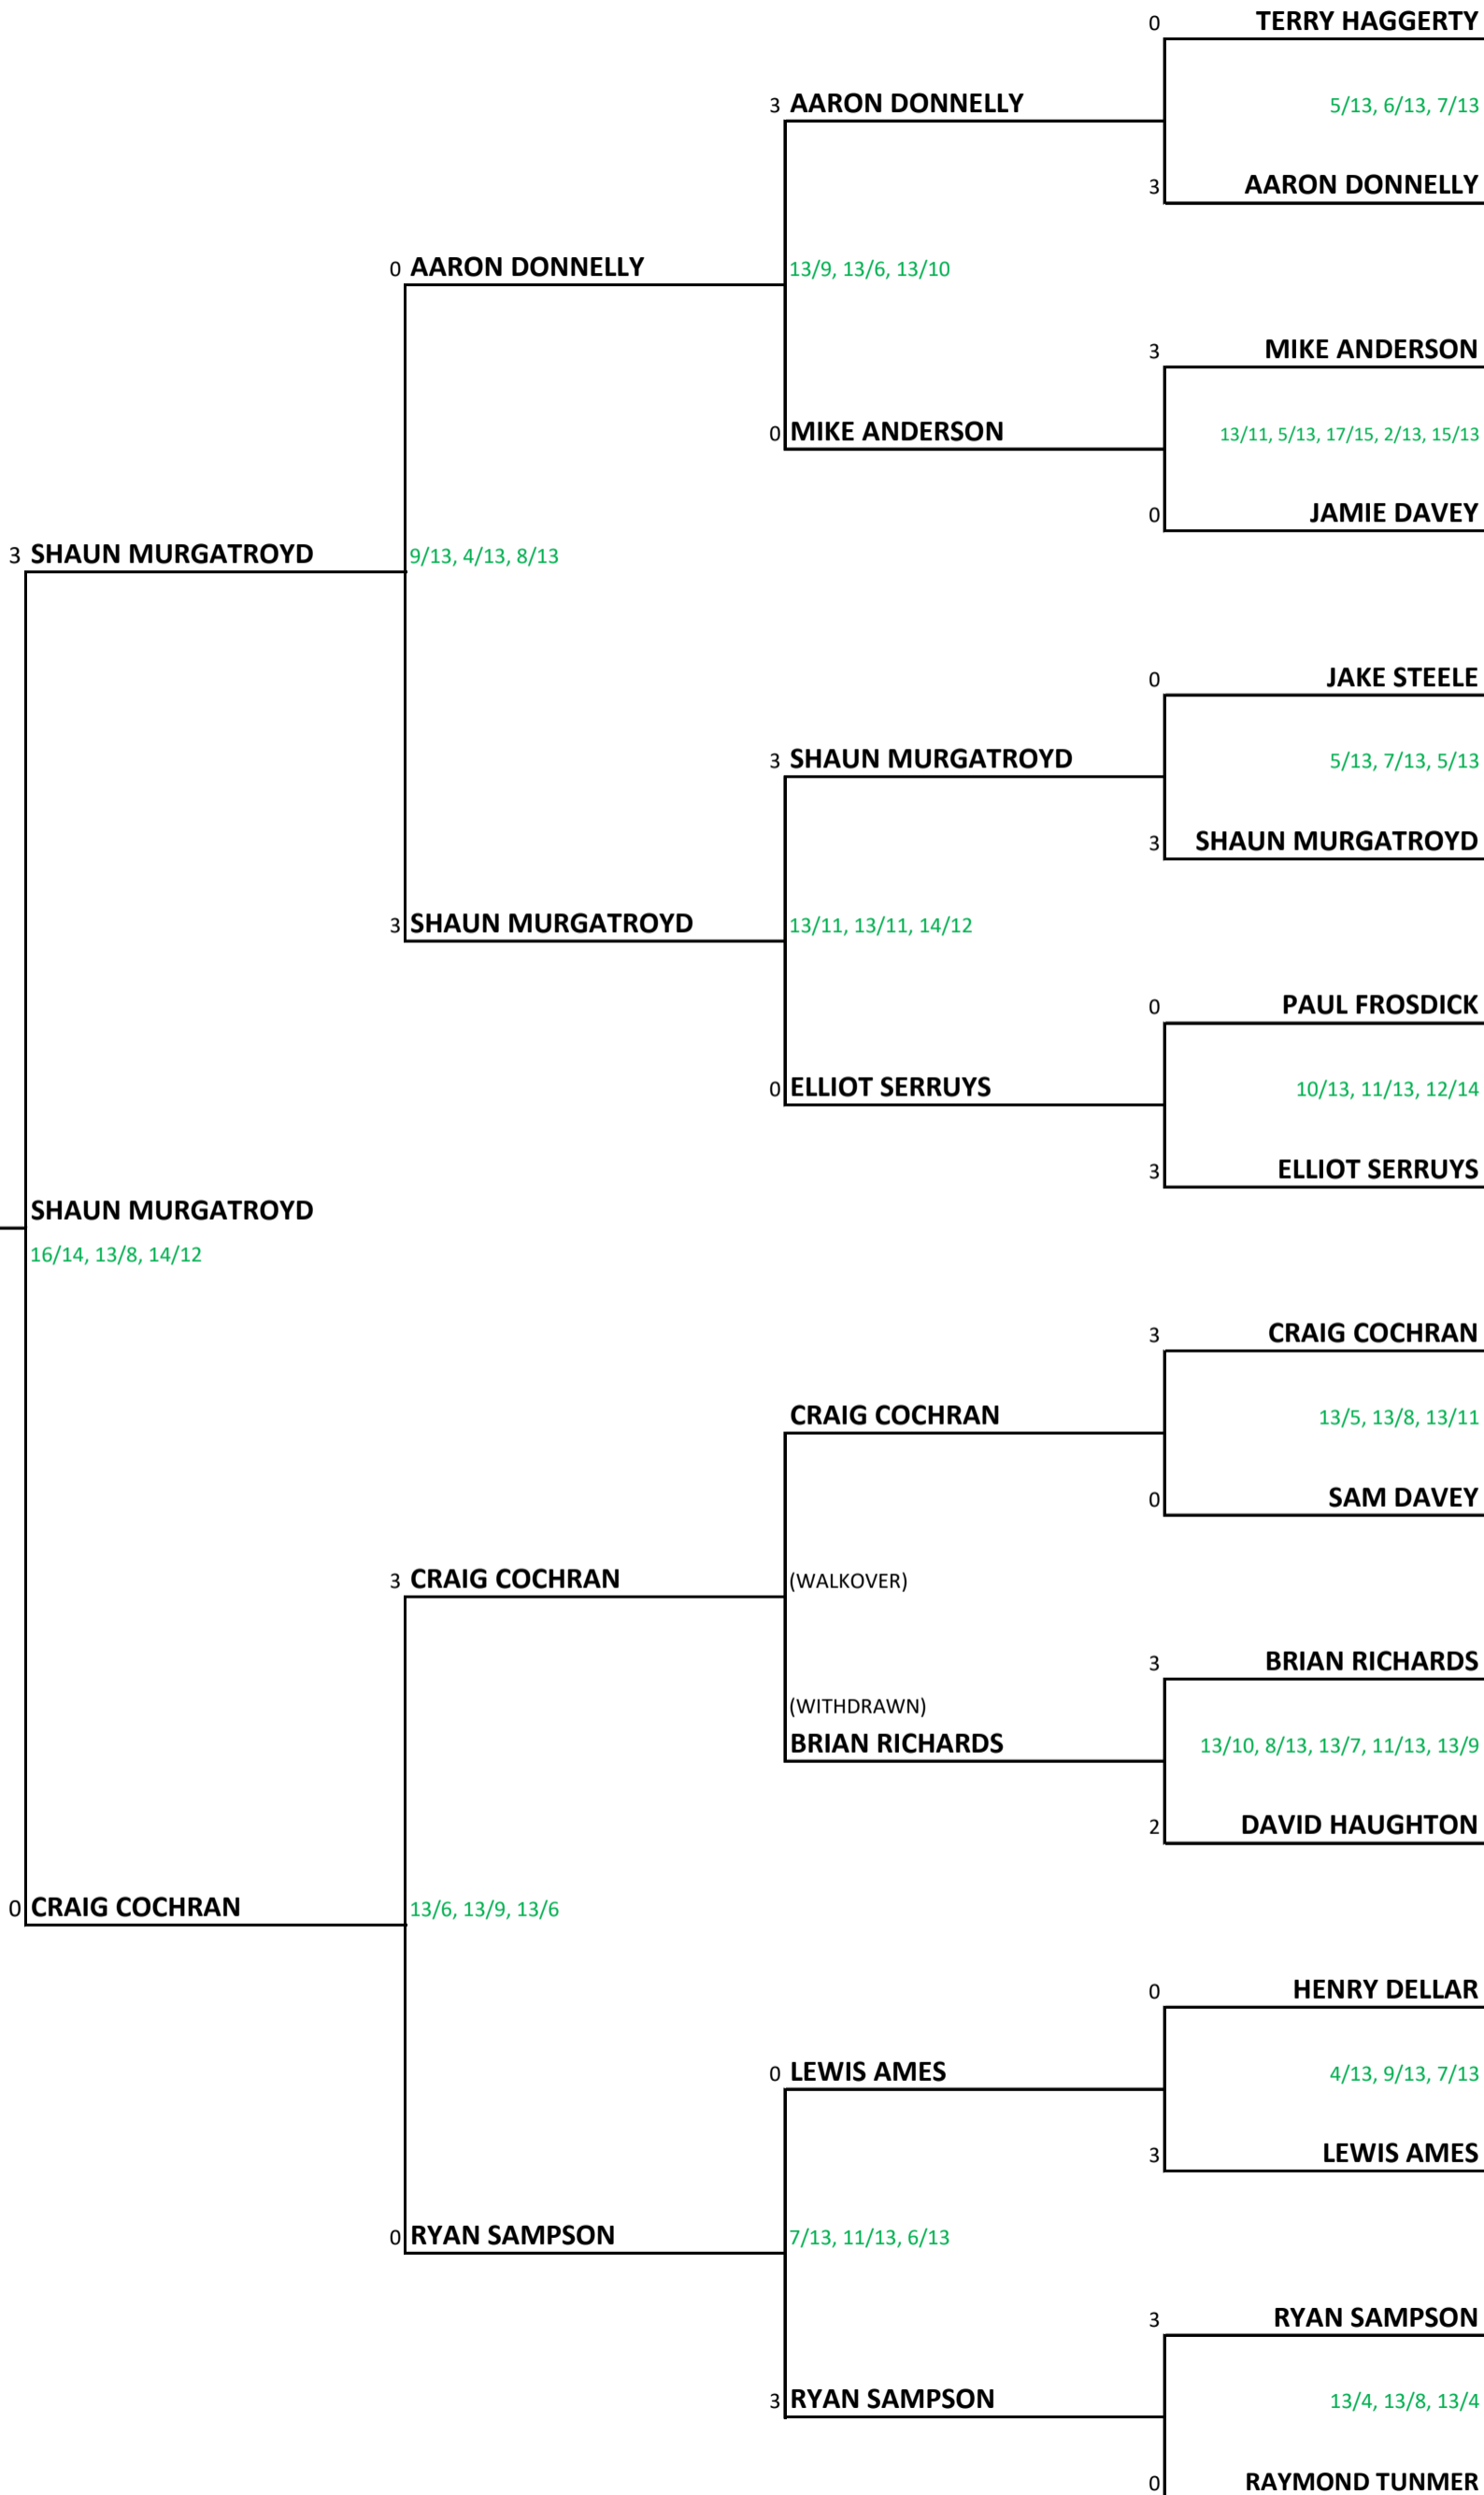 0 TERRY HAGGERTY
3 AARON DONNELLY
5/13, 6/13, 7/13
3 AARON DONNELLY
0 AARON DONNELLY
13/9, 13/6, 13/10
3 MIKE ANDERSON
0 MIKE ANDERSON
13/11, 5/13, 17/15, 2/13, 15/13
0 JAMIE DAVEY
3 SHAUN MURGATROYD
9/13, 4/13, 8/13
0 JAKE STEELE
3 SHAUN MURGATROYD
5/13, 7/13, 5/13
3 SHAUN MURGATROYD
3 SHAUN MURGATROYD
13/11, 13/11, 14/12
0 PAUL FROSDICK
0 ELLIOT SERRUYS
10/13, 11/13, 12/14
3 ELLIOT SERRUYS
SHAUN MURGATROYD
16/14, 13/8, 14/12
3 CRAIG COCHRAN
CRAIG COCHRAN
13/5, 13/8, 13/11
0 SAM DAVEY
3 CRAIG COCHRAN
(WALKOVER)
3 BRIAN RICHARDS
(WITHDRAWN)
BRIAN RICHARDS
13/10, 8/13, 13/7, 11/13, 13/9
2 DAVID HAUGHTON
0 CRAIG COCHRAN
13/6, 13/9, 13/6
0 HENRY DELLAR
0 LEWIS AMES
4/13, 9/13, 7/13
3 LEWIS AMES
0 RYAN SAMPSON
7/13, 11/13, 6/13
3 RYAN SAMPSON
3 RYAN SAMPSON
13/4, 13/8, 13/4
0 RAYMOND TUNMER